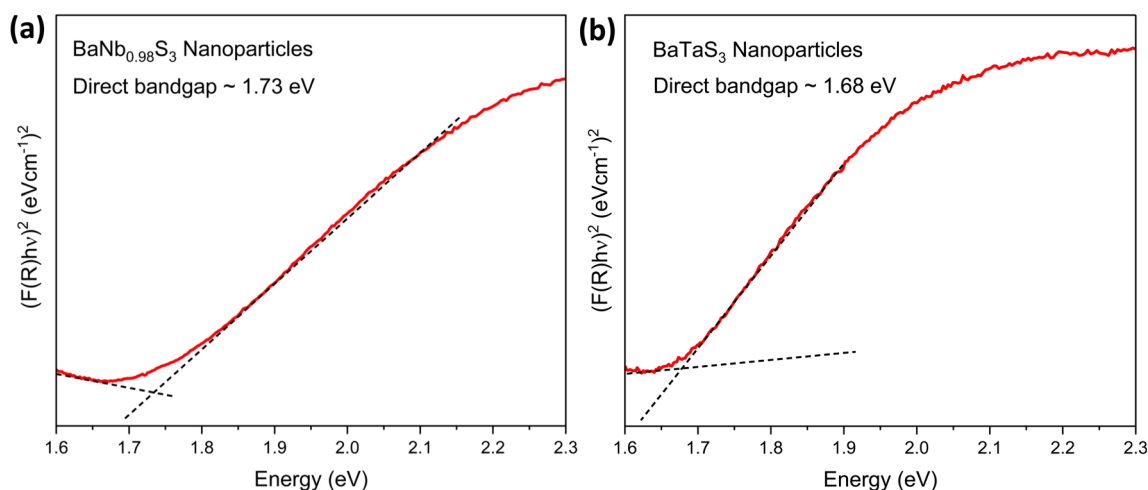 (a)
BaNb₀.₉₈S₃ Nanoparticles
Direct bandgap ~ 1.73 eV
(F(R)hν)² (eVcm⁻¹)²
1.6 1.7 1.8 1.9 2.0 2.1 2.2 2.3
Energy (eV)
(b)
BaTaS₃ Nanoparticles
Direct bandgap ~ 1.68 eV
(F(R)hν)² (eVcm⁻¹)²
1.6 1.7 1.8 1.9 2.0 2.1 2.2 2.3
Energy (eV)